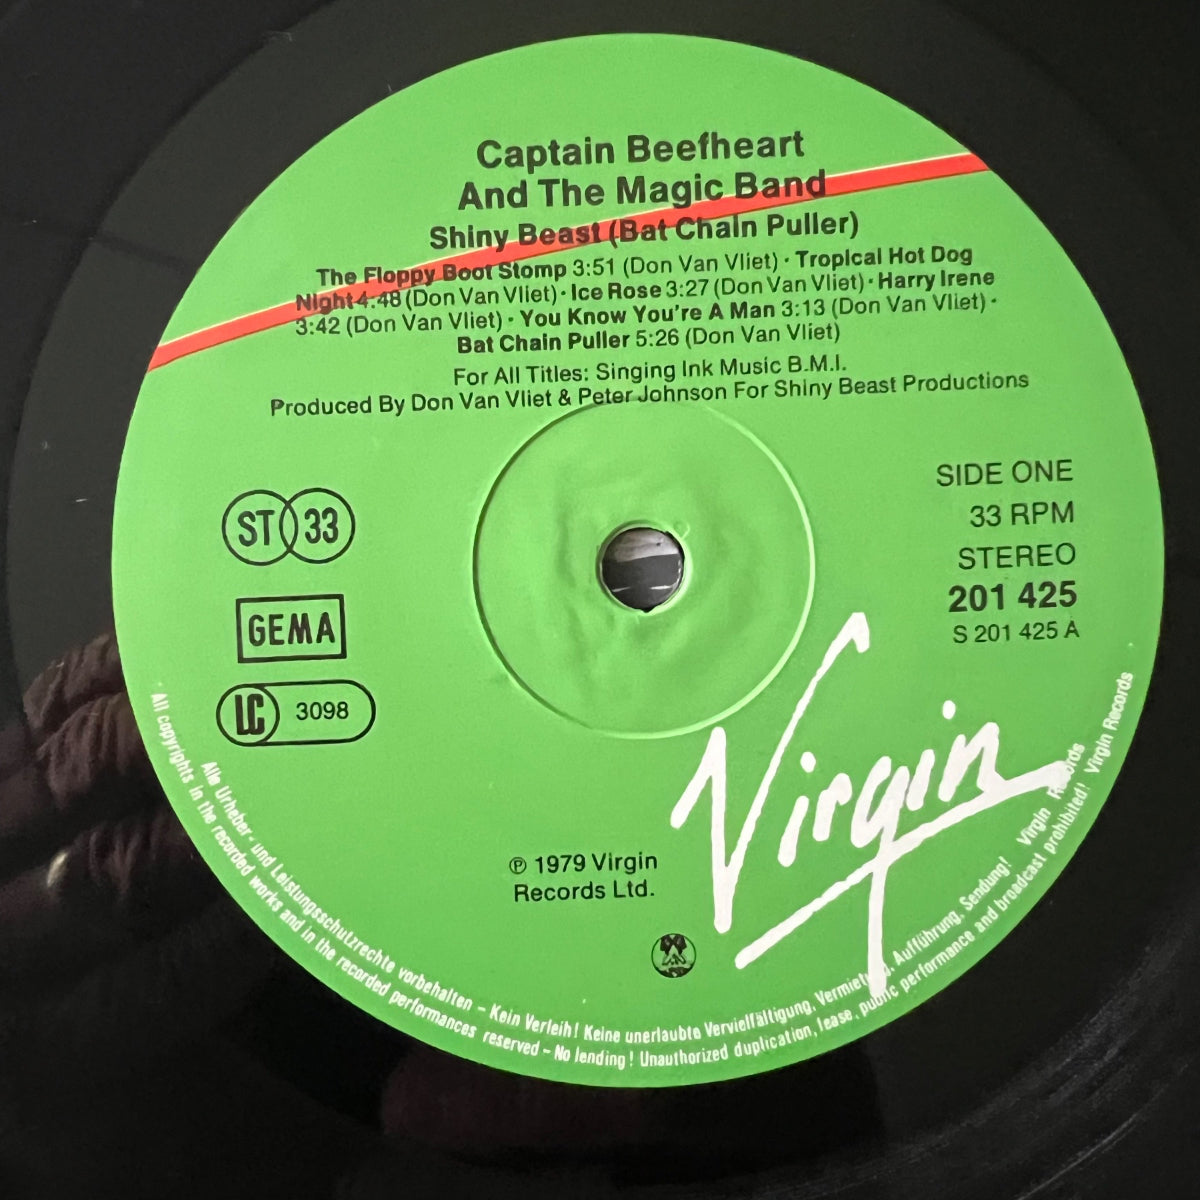 Captain Beefheart
And The Magic Band
Shiny Beast (Bat Chain Puller)
The Floppy Boot Stomp 3:51 (Don Van Vliet) · Tropical Hot Dog
Night 4:48 (Don Van Vliet) · Ice Rose 3:27 (Don Van Vliet) · Harry Irene
3:42 (Don Van Vliet) · You Know You're A Man 3:13 (Don Van Vliet) ·
Bat Chain Puller 5:26 (Don Van Vliet)
For All Titles: Singing Ink Music B.M.I.
Produced By Don Van Vliet & Peter Johnson For Shiny Beast Productions
ST 33
GEMA
LC 3098
SIDE ONE
33 RPM
STEREO
201 425
S 201 425 A
Virgin
℗ 1979 Virgin
Records Ltd.
Alle Urheber- und Leistungsschutzrechte vorbehalten – Kein Verleih! Keine unerlaubte Vervielfältigung, Vermietung, Aufführung, Sendung! Virgin Records
All copyrights in the recorded works and in the recorded performances reserved – No lending! Unauthorized duplication, lease, public performance and broadcast prohibited! Virgin Records